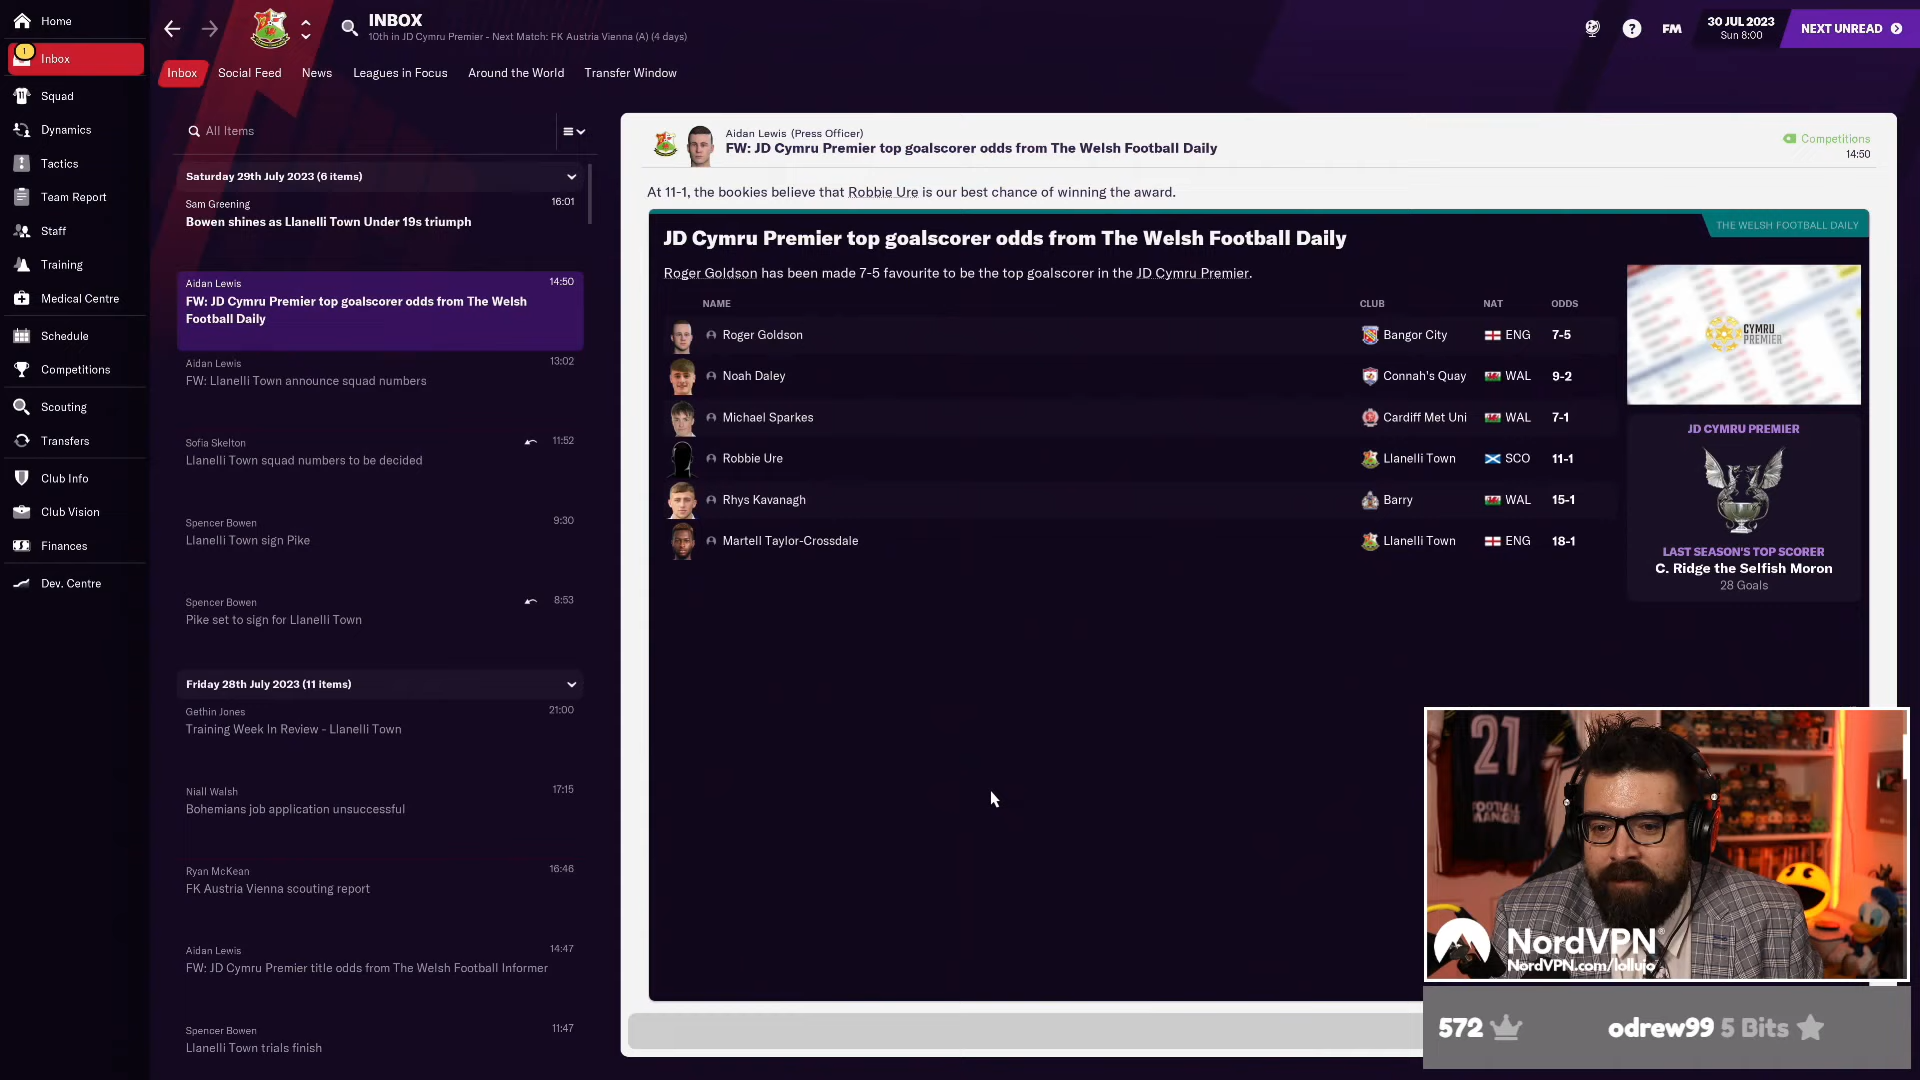 Home
Inbox
1
Squad
Dynamics
Tactics
Team Report
Staff
Training
Medical Centre
Schedule
Competitions
Scouting
Transfers
Club Info
Club Vision
Finances
Dev. Centre
INBOX
10th in JD Cymru Premier - Next Match: FK Austria Vienna (A) (4 days)
FM
30 JUL 2023
Sun 8:00
NEXT UNREAD
Inbox Social Feed News Leagues in Focus Around the World Transfer Window
All Items
Saturday 29th July 2023 (6 items)
Sam Greening 16:01
Bowen shines as Llanelli Town Under 19s triumph
Aidan Lewis 14:50
FW: JD Cymru Premier top goalscorer odds from The Welsh
Football Daily
Aidan Lewis 13:02
FW: Llanelli Town announce squad numbers
Sofia Skelton 11:52
Llanelli Town squad numbers to be decided
Spencer Bowen 9:30
Llanelli Town sign Pike
Spencer Bowen 8:53
Pike set to sign for Llanelli Town
Friday 28th July 2023 (11 items)
Gethin Jones 21:00
Training Week In Review - Llanelli Town
Niall Walsh 17:15
Bohemians job application unsuccessful
Ryan McKean 16:46
FK Austria Vienna scouting report
Aidan Lewis 14:47
FW: JD Cymru Premier title odds from The Welsh Football Informer
Spencer Bowen 11:47
Llanelli Town trials finish
Aidan Lewis (Press Officer)
FW: JD Cymru Premier top goalscorer odds from The Welsh Football Daily
Competitions
14:50
At 11-1, the bookies believe that Robbie Ure is our best chance of winning the award.
THE WELSH FOOTBALL DAILY
JD Cymru Premier top goalscorer odds from The Welsh Football Daily
Roger Goldson has been made 7-5 favourite to be the top goalscorer in the JD Cymru Premier.
NAME CLUB NAT ODDS
Roger Goldson Bangor City ENG 7-5
Noah Daley Connah's Quay WAL 9-2
Michael Sparkes Cardiff Met Uni WAL 7-1
Robbie Ure Llanelli Town SCO 11-1
Rhys Kavanagh Barry WAL 15-1
Martell Taylor-Crossdale Llanelli Town ENG 18-1
CYMRU
PREMIER
JD CYMRU PREMIER
LAST SEASON'S TOP SCORER
C. Ridge the Selfish Moron
28 Goals
21
FOOTBALL
MANGR
NordVPN®
NordVPN.com/lollujo
572
odrew99 5 Bits